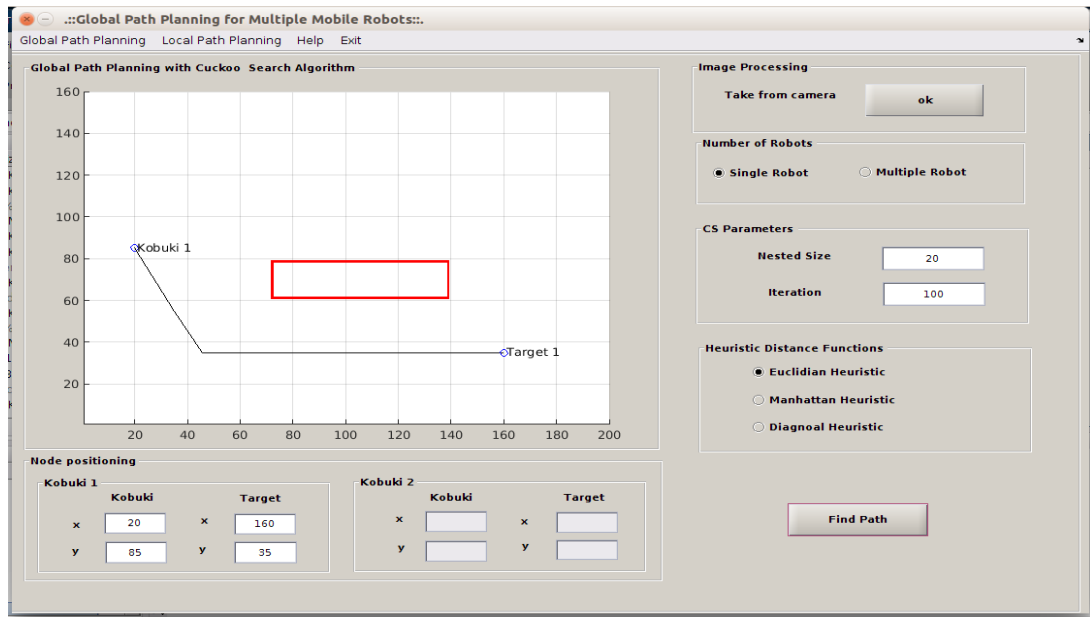 .::Global Path Planning for Multiple Mobile Robots::.
Global Path Planning Local Path Planning Help Exit
Global Path Planning with Cuckoo Search Algorithm
160
140
120
100
80
60
40
20
20 40 60 80 100 120 140 160 180 200
Kobuki 1
Target 1
Image Processing
Take from camera ok
Number of Robots
Single Robot Multiple Robot
CS Parameters
Nested Size 20
Iteration 100
Heuristic Distance Functions
Euclidian Heuristic
Manhattan Heuristic
Diagnoal Heuristic
Find Path
Node positioning
Kobuki 1
Kobuki Target
x 20 x 160
y 85 y 35
Kobuki 2
Kobuki Target
x x
y y